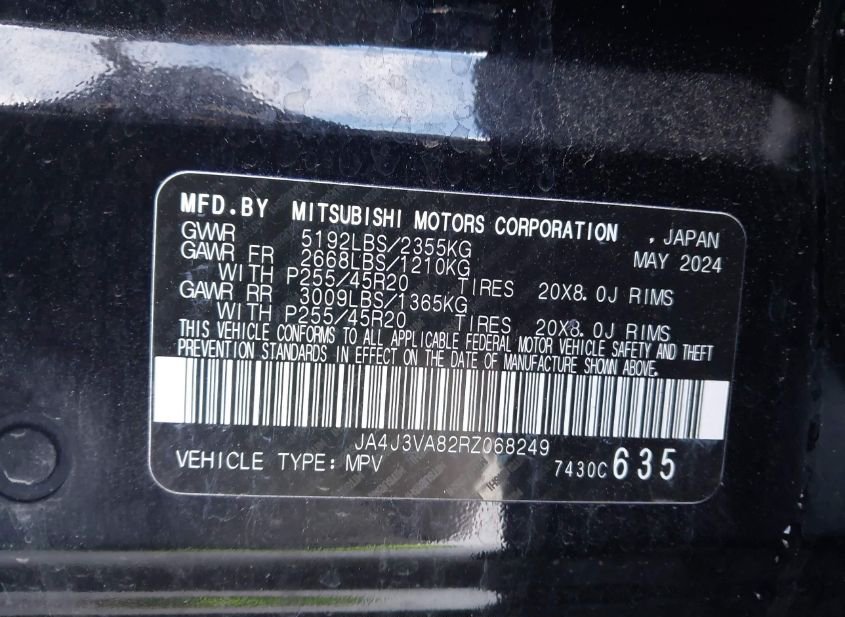 MFD.BY MITSUBISHI MOTORS CORPORATION , JAPAN
GWWR 5192LBS/2355KG MAY 2024
GAWR FR 2668LBS/1210KG
WITH P255/45R20 TIRES 20X8.0J RIMS
GAWR RR 3009LBS/1365KG
WITH P255/45R20 TIRES 20X8.0J RIMS
THIS VEHICLE CONFORMS TO ALL APPLICABLE FEDERAL MOTOR VEHICLE SAFETY AND THEFT
PREVENTION STANDARDS IN EFFECT ON THE DATE OF MANUFACTURE SHOWN ABOVE.
JA4J3VA82RZ068249
VEHICLE TYPE: MPV 7430C 635